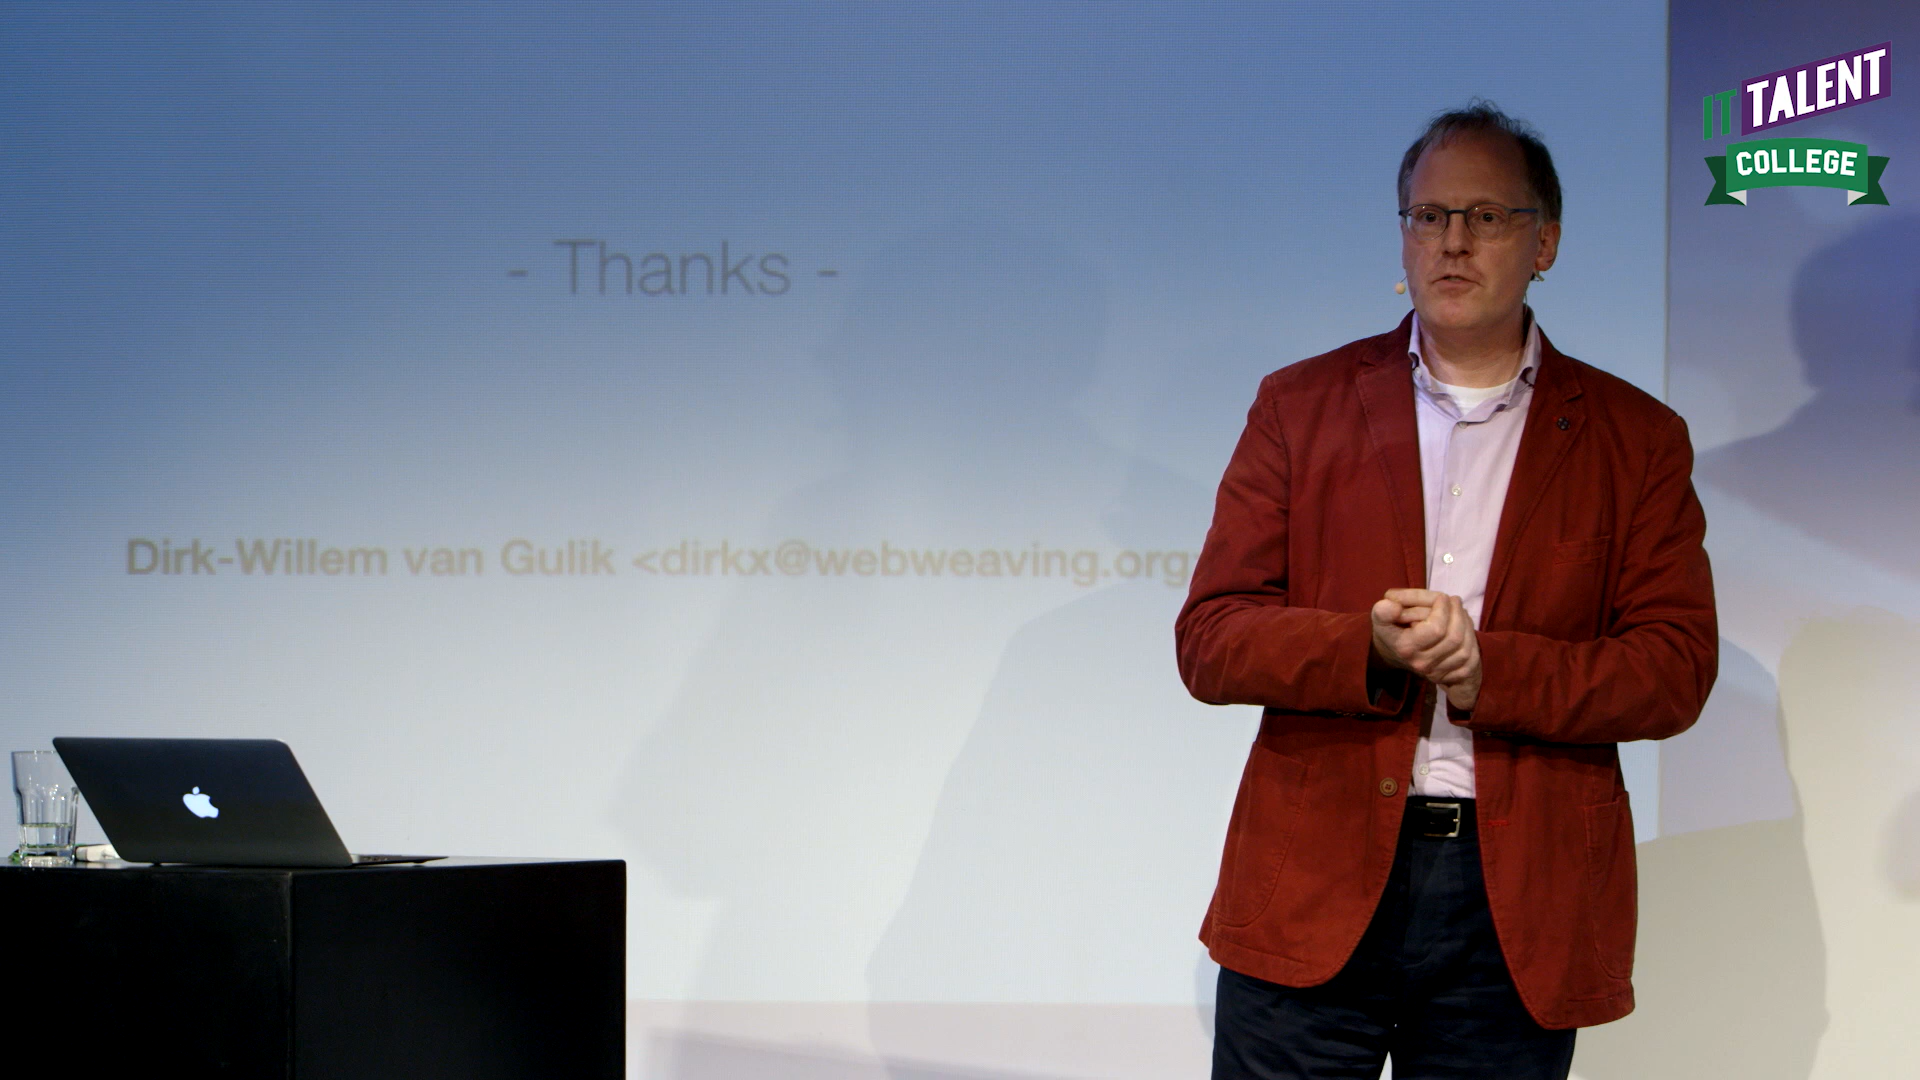 - Thanks -
Dirk-Willem van Gulik <dirkx@webweaving.org
IT TALENT
COLLEGE